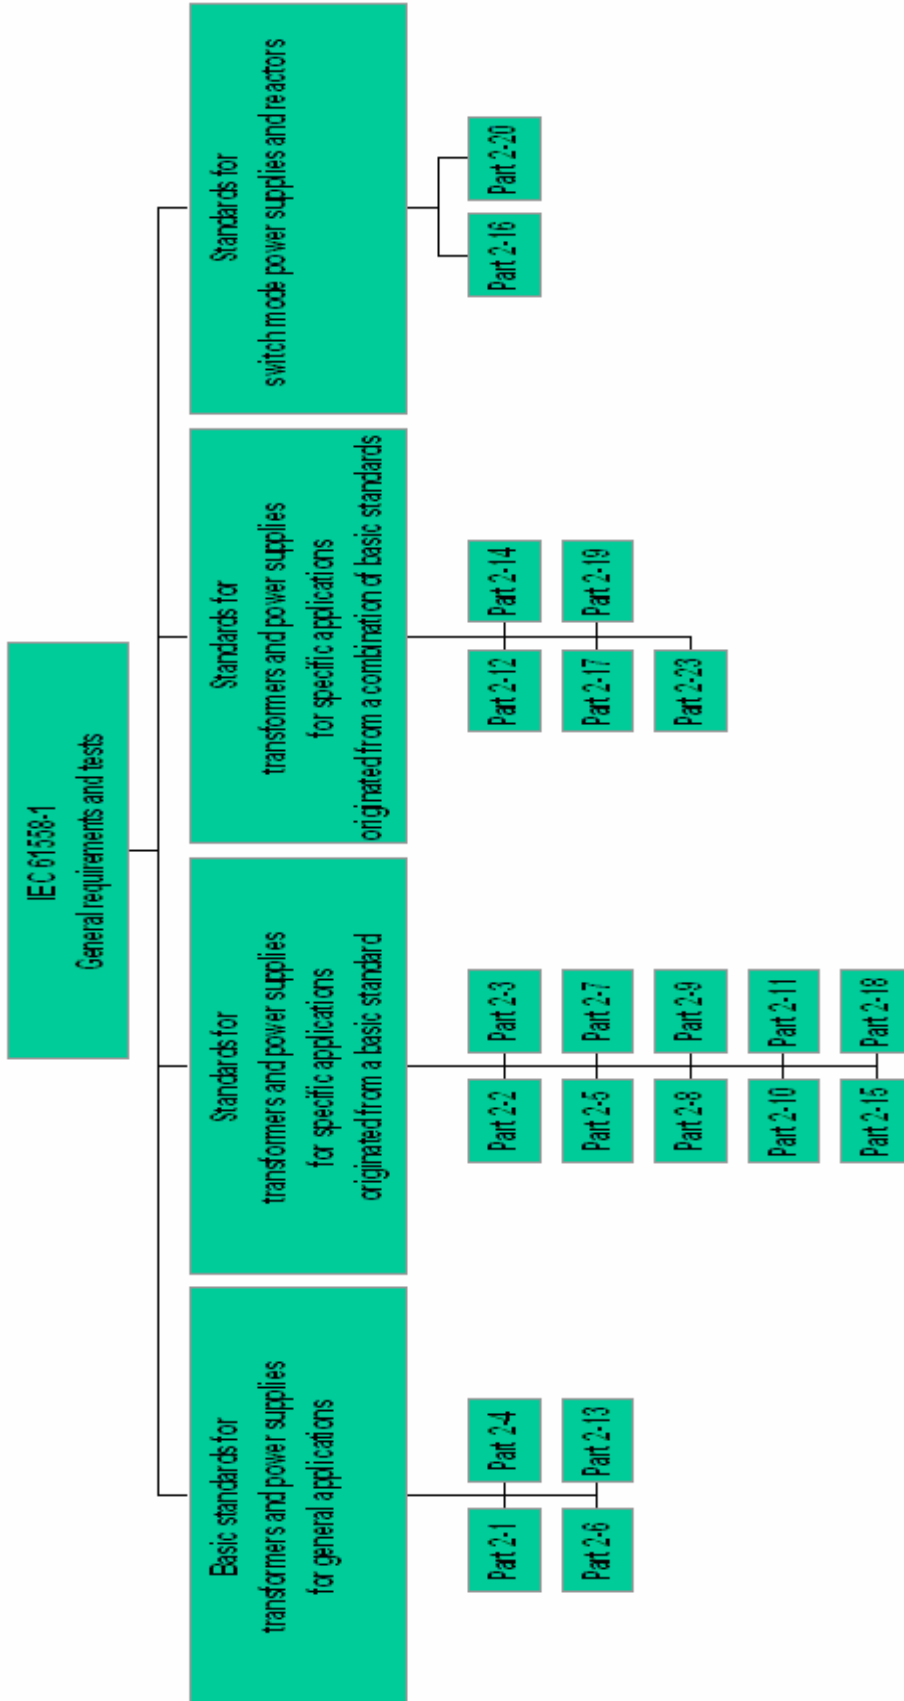 IEC 61558-1
General requirements and tests
Basic standards for
transformers and power supplies
for general applications
Part 2-1
Part 2-4
Part 2-6
Part 2-13
Standards for
transformers and power supplies
for specific applications
originated from a basic standard
Part 2-2
Part 2-3
Part 2-5
Part 2-7
Part 2-8
Part 2-9
Part 2-10
Part 2-11
Part 2-15
Part 2-18
Standards for
transformers and power supplies
for specific applications
originated from a combination of basic standards
Part 2-12
Part 2-14
Part 2-17
Part 2-19
Part 2-23
Standards for
switch mode power supplies and reactors
Part 2-16
Part 2-20